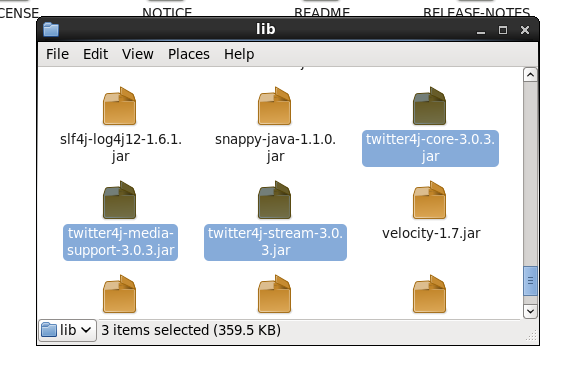 CENSE
NOTICE
README
RELEASE-NOTES
lib
File Edit View Places Help
slf4j-log4j12-1.6.1.
jar
snappy-java-1.1.0.
jar
twitter4j-core-3.0.3.
jar
twitter4j-media-
support-3.0.3.jar
twitter4j-stream-3.0.
3.jar
velocity-1.7.jar
lib 3 items selected (359.5 KB)